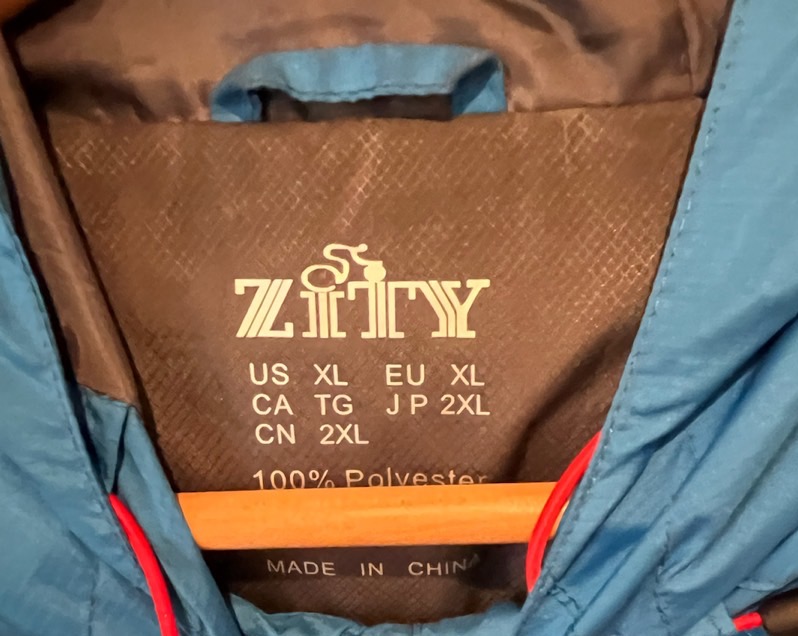 ZiTY
US XL EU XL
CA TG JP 2XL
CN 2XL
100% Polyester
MADE IN CHINA